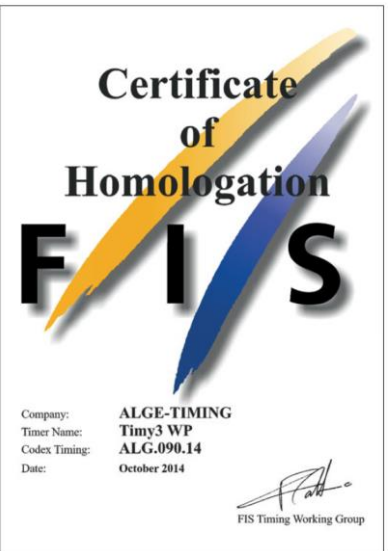 Certificate
of
Homologation
FIS
Company: ALGE-TIMING
Timer Name: Timy3 WP
Codex Timing: ALG.090.14
Date: October 2014
FIS Timing Working Group